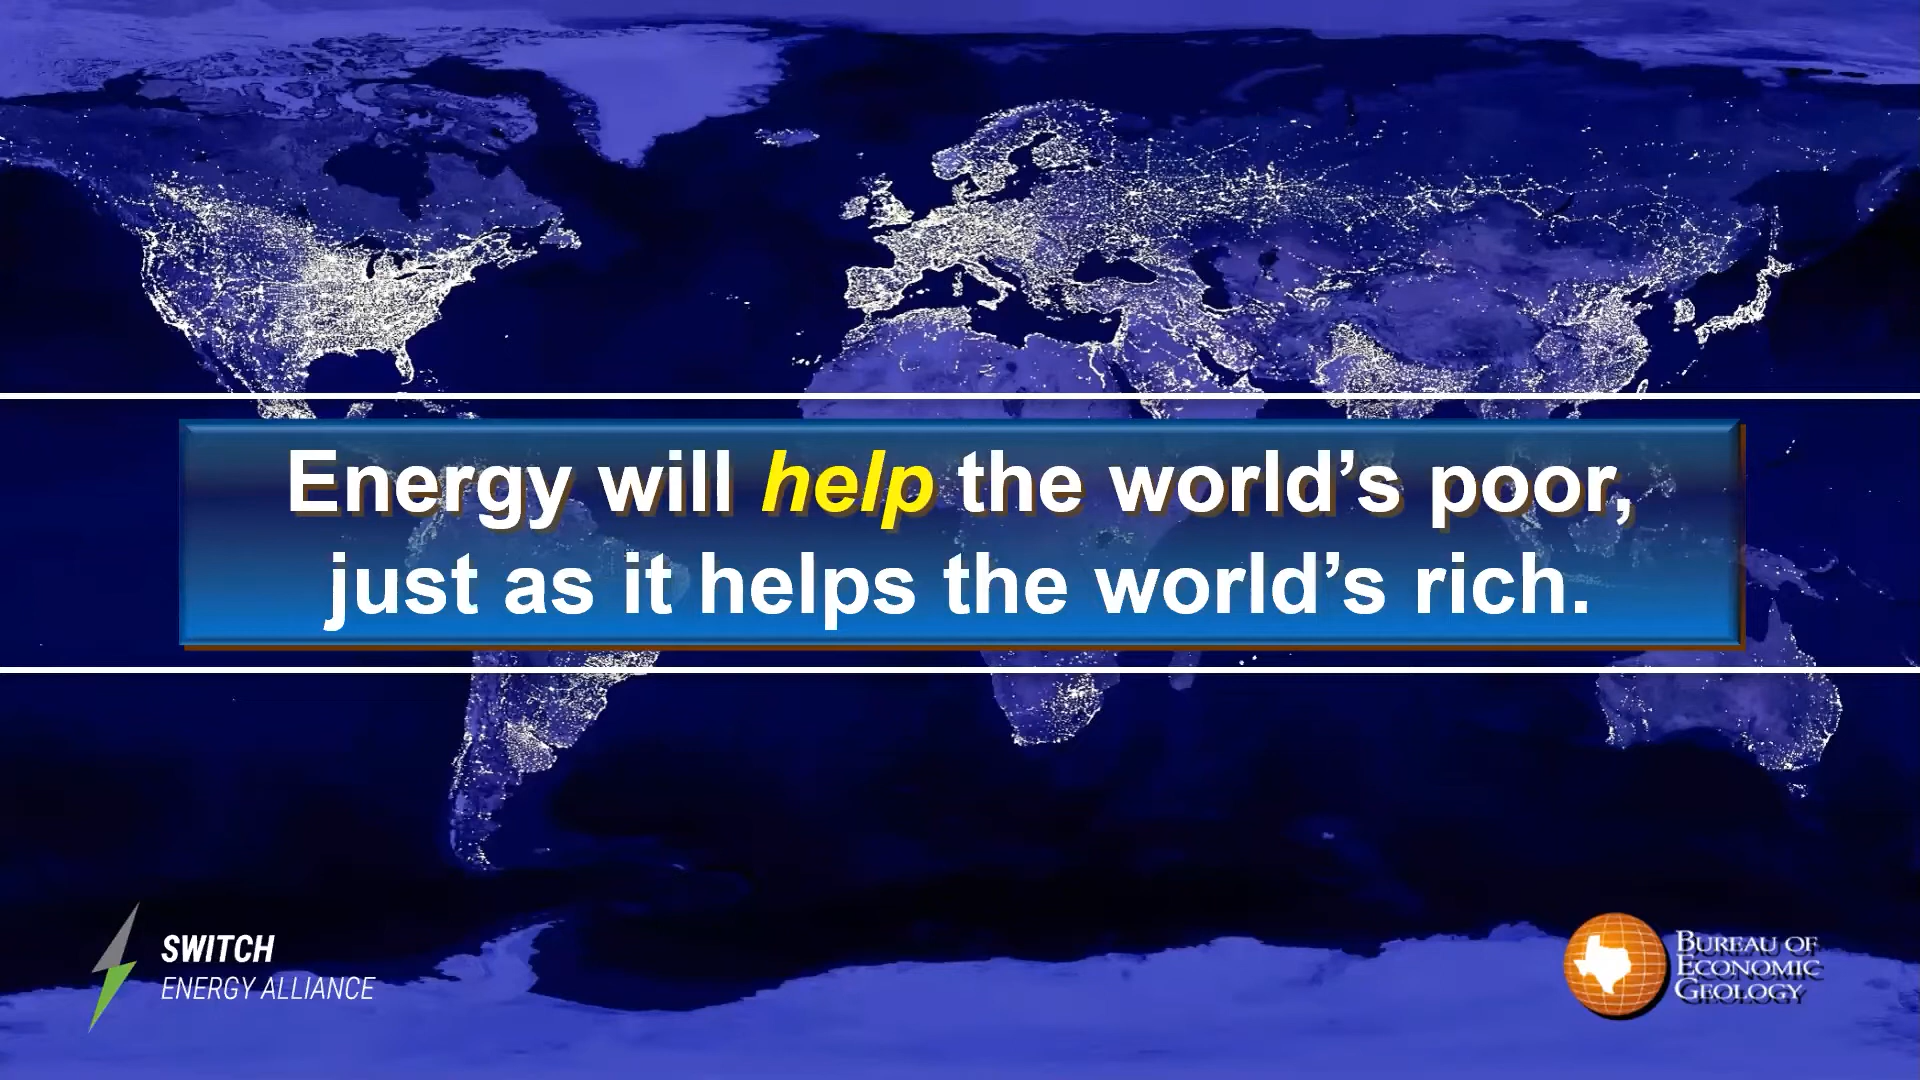 Energy will help the world’s poor,
just as it helps the world’s rich.
SWITCH
ENERGY ALLIANCE
BUREAU OF
ECONOMIC
GEOLOGY